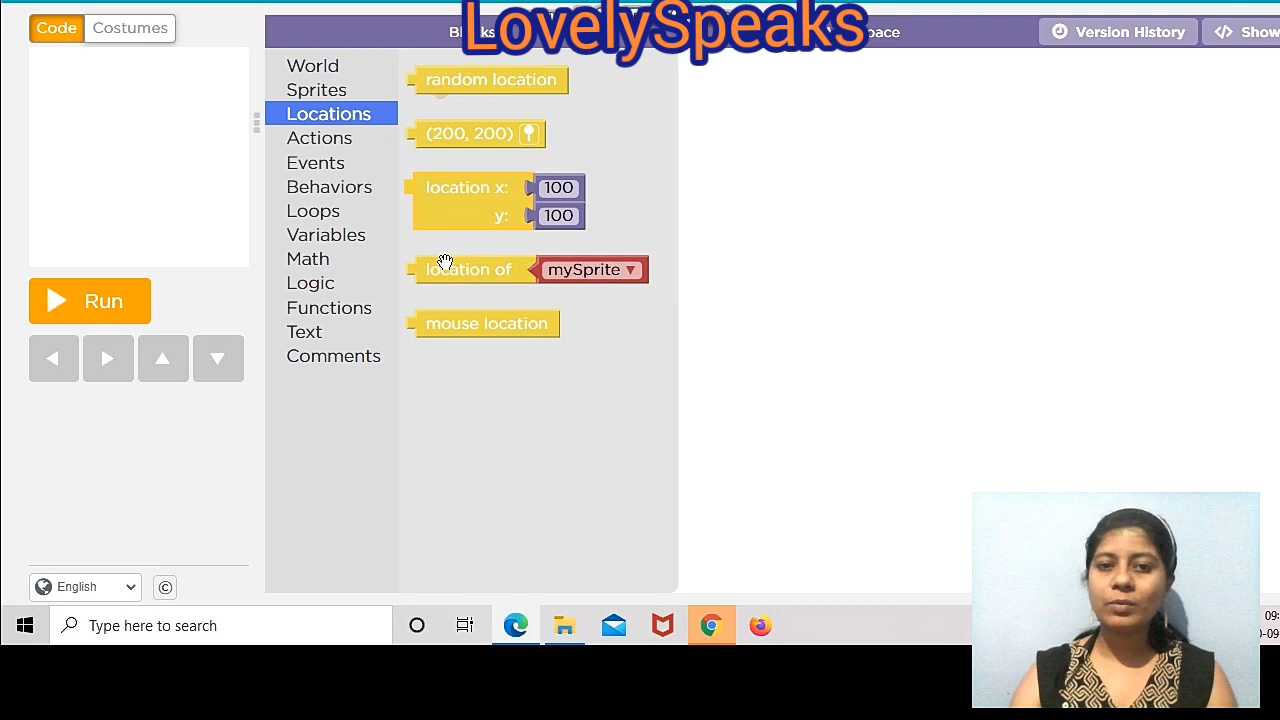 LovelySpeaks
Code
Costumes
Version History
Show
World
Sprites
Locations
Actions
Events
Behaviors
Loops
Variables
Math
Logic
Functions
Text
Comments
random location
(200, 200)
location x: 100
y: 100
location of mySprite ▼
mouse location
Run
English
©
Type here to search